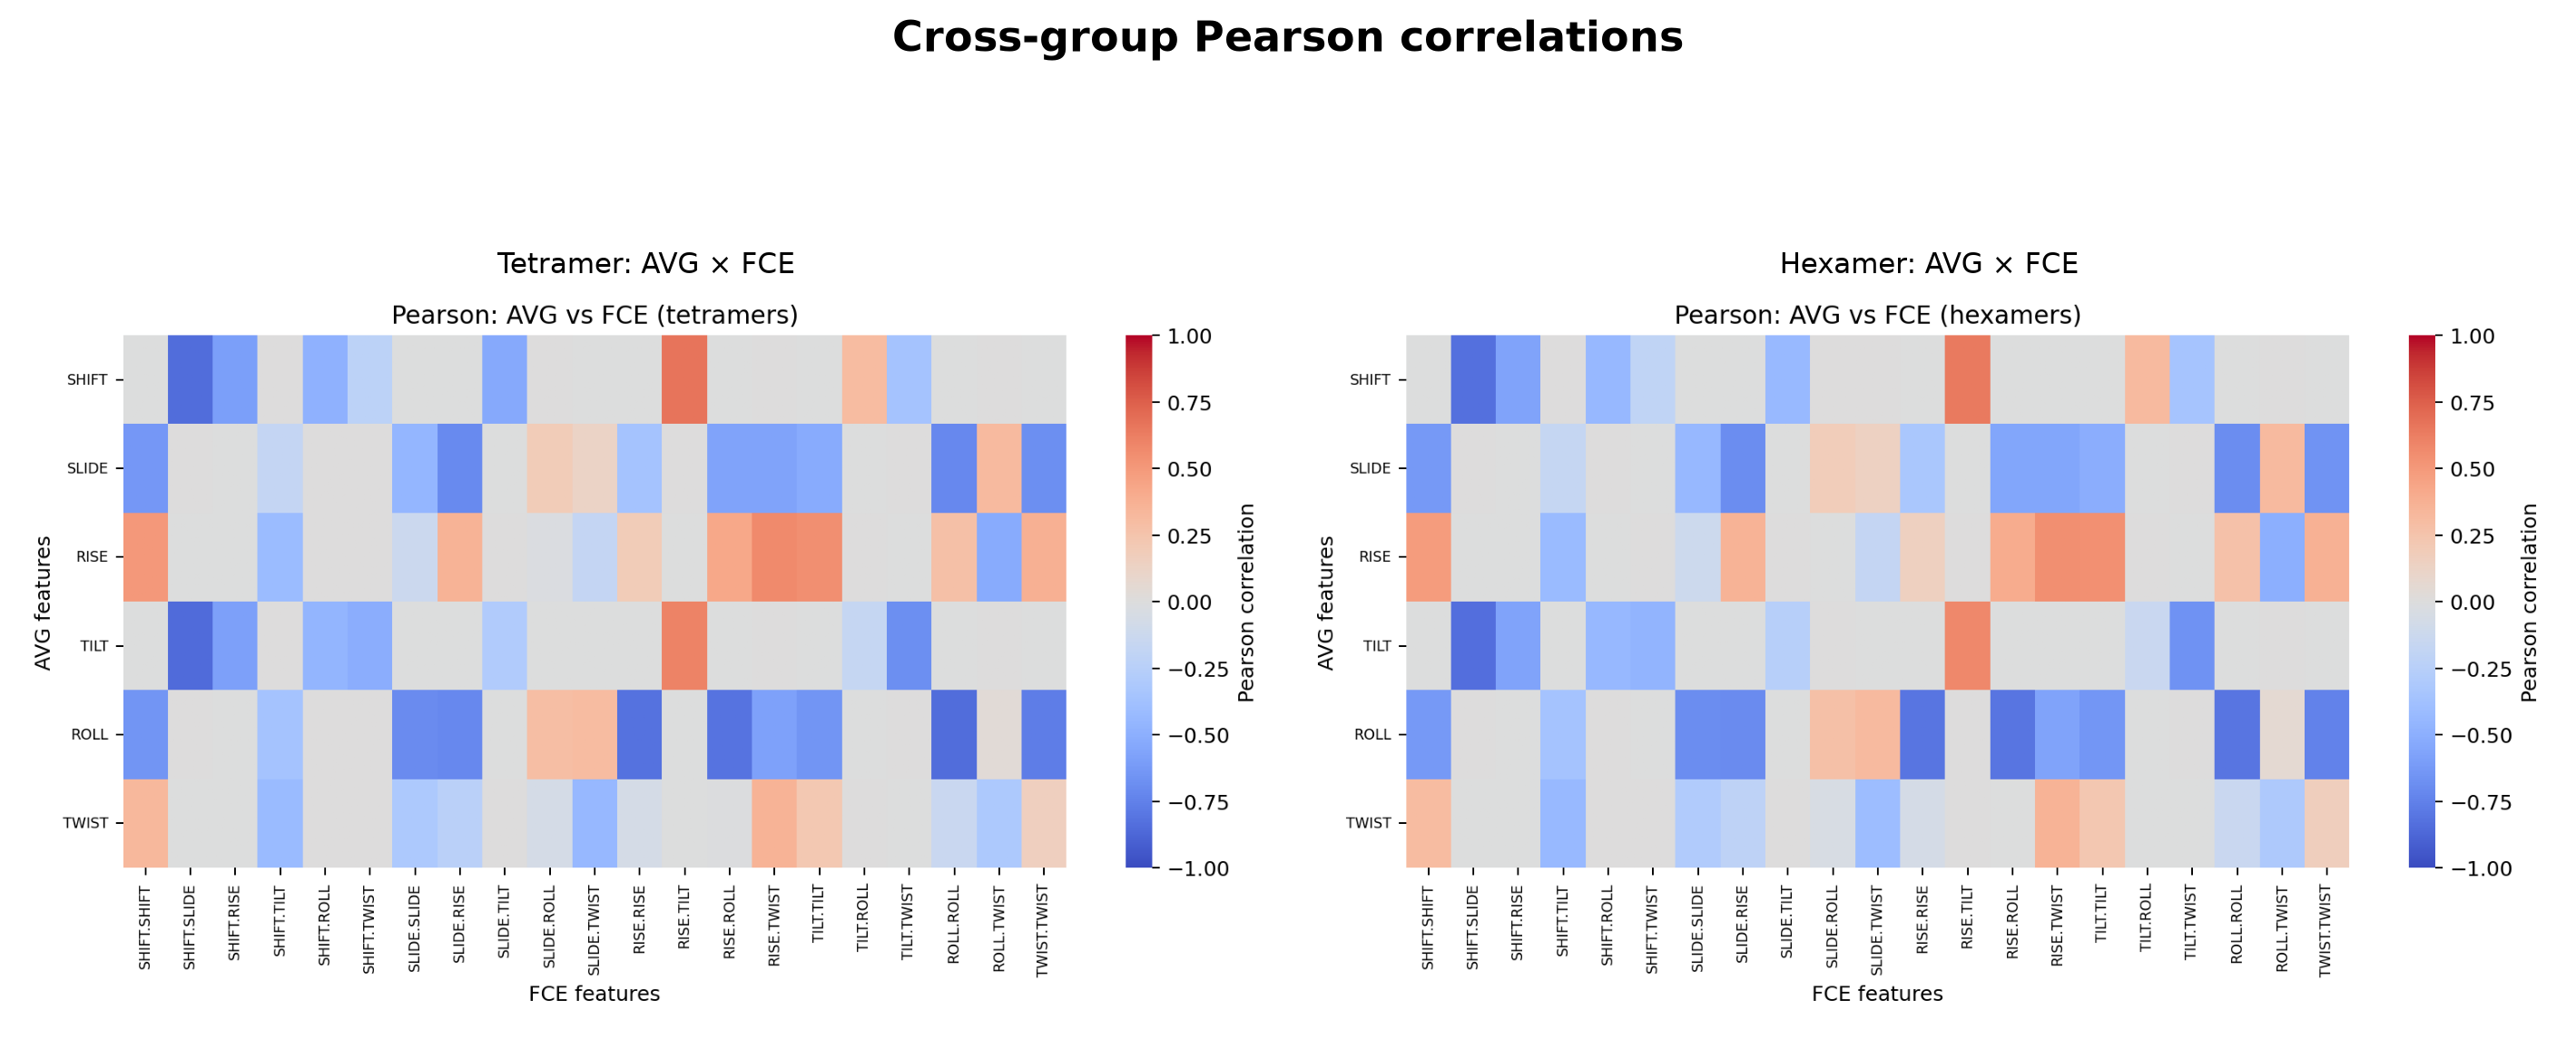 Cross-group Pearson correlations
Tetramer: AVG × FCE
Pearson: AVG vs FCE (tetramers)
AVG features
SHIFT
SLIDE
RISE
TILT
ROLL
TWIST
SHIFT.SHIFT
SHIFT.SLIDE
SHIFT.RISE
SHIFT.TILT
SHIFT.ROLL
SHIFT.TWIST
SLIDE.SLIDE
SLIDE.RISE
SLIDE.TILT
SLIDE.ROLL
SLIDE.TWIST
RISE.RISE
RISE.TILT
RISE.ROLL
RISE.TWIST
TILT.TILT
TILT.ROLL
TILT.TWIST
ROLL.ROLL
ROLL.TWIST
TWIST.TWIST
FCE features
1.00
0.75
0.50
0.25
0.00
−0.25
−0.50
−0.75
−1.00
Pearson correlation
Hexamer: AVG × FCE
Pearson: AVG vs FCE (hexamers)
AVG features
SHIFT
SLIDE
RISE
TILT
ROLL
TWIST
SHIFT.SHIFT
SHIFT.SLIDE
SHIFT.RISE
SHIFT.TILT
SHIFT.ROLL
SHIFT.TWIST
SLIDE.SLIDE
SLIDE.RISE
SLIDE.TILT
SLIDE.ROLL
SLIDE.TWIST
RISE.RISE
RISE.TILT
RISE.ROLL
RISE.TWIST
TILT.TILT
TILT.ROLL
TILT.TWIST
ROLL.ROLL
ROLL.TWIST
TWIST.TWIST
FCE features
1.00
0.75
0.50
0.25
0.00
−0.25
−0.50
−0.75
−1.00
Pearson correlation